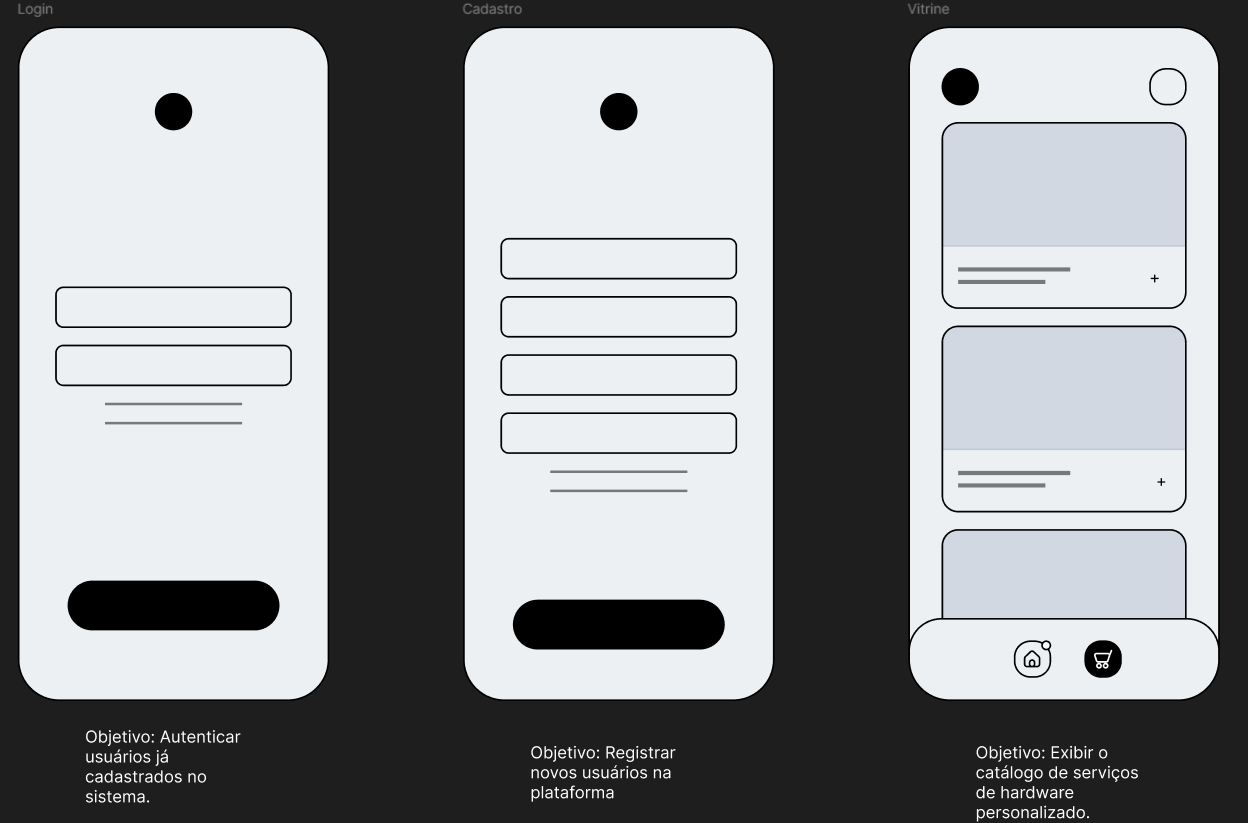 Login
Cadastro
Vitrine
+
+
Objetivo: Autenticar
usuários já
cadastrados no
sistema.
Objetivo: Registrar
novos usuários na
plataforma
Objetivo: Exibir o
catálogo de serviços
de hardware
personalizado.